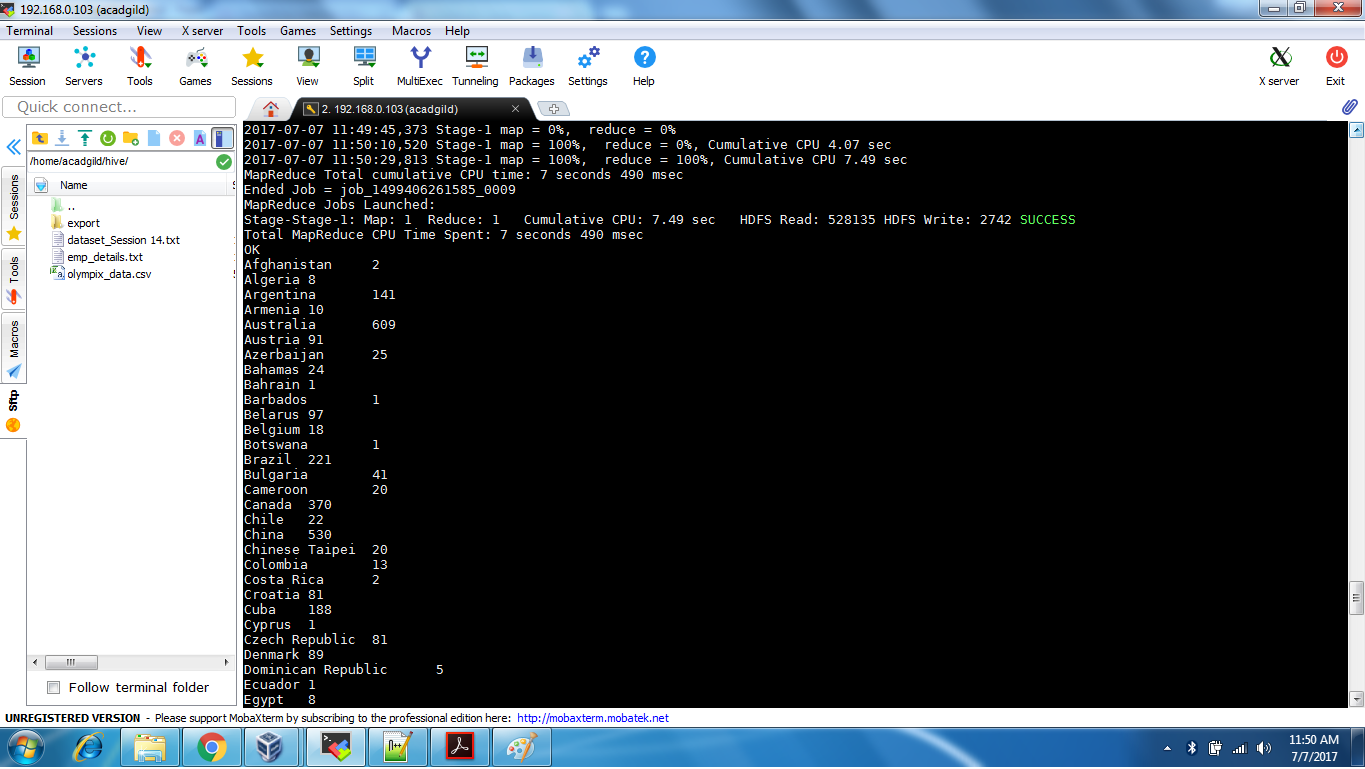 192.168.0.103 (acadgild)
Terminal Sessions View X server Tools Games Settings Macros Help
Session Servers Tools Games Sessions View Split MultiExec Tunneling Packages Settings Help X server Exit
Quick connect...
2. 192.168.0.103 (acadgild)
/home/acadgild/hive/
Name
..
export
dataset_Session 14.txt
emp_details.txt
olympix_data.csv
Sessions
Tools
Macros
Sftp
Follow terminal folder
2017-07-07 11:49:45,373 Stage-1 map = 0%,  reduce = 0%
2017-07-07 11:50:10,520 Stage-1 map = 100%,  reduce = 0%, Cumulative CPU 4.07 sec
2017-07-07 11:50:29,813 Stage-1 map = 100%,  reduce = 100%, Cumulative CPU 7.49 sec
MapReduce Total cumulative CPU time: 7 seconds 490 msec
Ended Job = job_1499406261585_0009
MapReduce Jobs Launched:
Stage-Stage-1: Map: 1  Reduce: 1   Cumulative CPU: 7.49 sec   HDFS Read: 528135 HDFS Write: 2742 SUCCESS
Total MapReduce CPU Time Spent: 7 seconds 490 msec
OK
Afghanistan     2
Algeria 8
Argentina       141
Armenia 10
Australia       609
Austria 91
Azerbaijan      25
Bahamas 24
Bahrain 1
Barbados        1
Belarus 97
Belgium 18
Botswana        1
Brazil  221
Bulgaria        41
Cameroon        20
Canada  370
Chile   22
China   530
Chinese Taipei  20
Colombia        13
Costa Rica      2
Croatia 81
Cuba    188
Cyprus  1
Czech Republic  81
Denmark 89
Dominican Republic      5
Ecuador 1
Egypt   8
UNREGISTERED VERSION - Please support MobaXterm by subscribing to the professional edition here: http://mobaxterm.mobatek.net
11:50 AM
7/7/2017